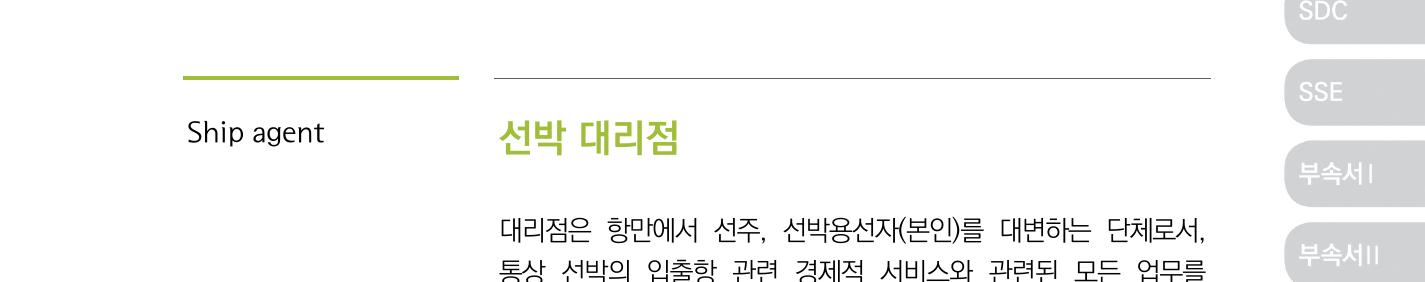 SDC
SSE
Ship agent
선박 대리점
부속서 I
대리점은 항만에서 선주, 선박용선자(본인)를 대변하는 단체로서,
부속서 II
통상 선박의 입출항 관련 경제적 서비스와 관련된 모든 업무를